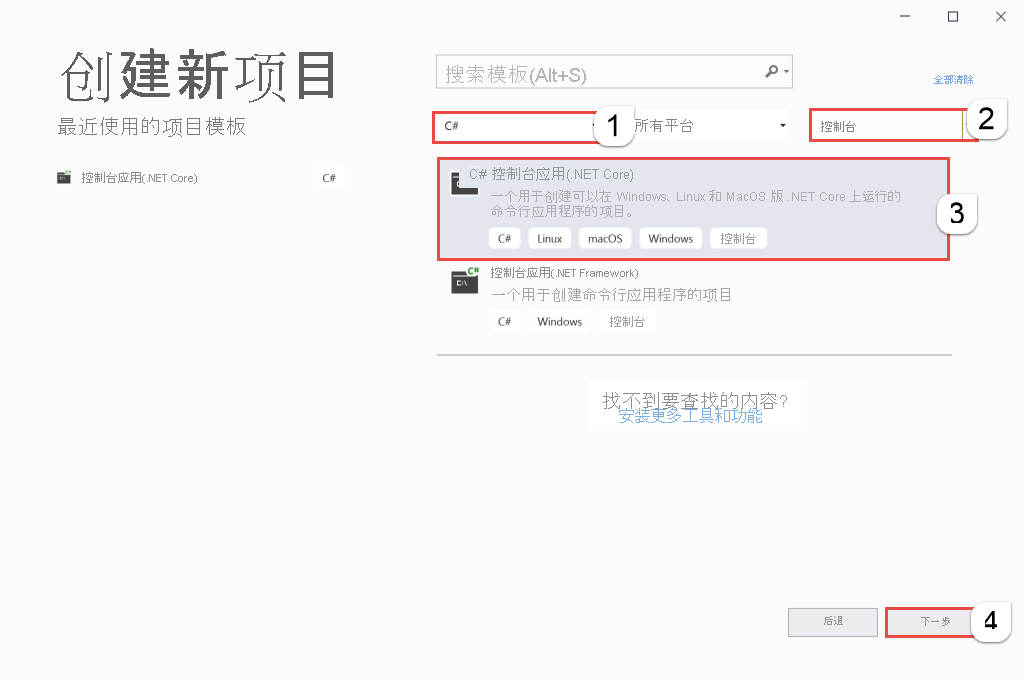 创建新项目
最近使用的项目模板
控制台应用(.NET Core)
C#
搜索模板(Alt+S)
全部清除
C#
1
所有平台
控制台
2
C# 控制台应用(.NET Core)
一个用于创建可以在 Windows、Linux 和 MacOS 版 .NET Core 上运行的
命令行应用程序的项目。
C# Linux macOS Windows 控制台
3
C#
C:\
控制台应用(.NET Framework)
一个用于创建命令行应用程序的项目
C# Windows 控制台
找不到要查找的内容?
安装更多工具和功能
后退
下一步
4